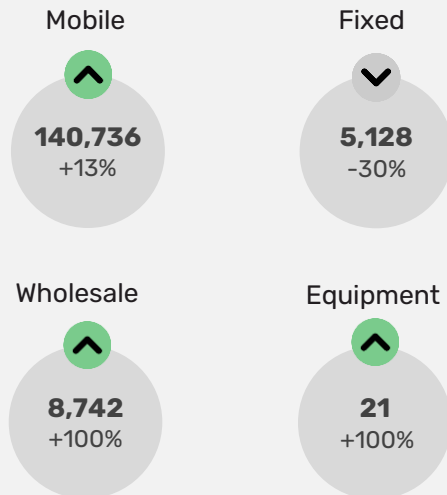 Mobile
Fixed
140,736
+13%
5,128
-30%
Wholesale
Equipment
8,742
+100%
21
+100%